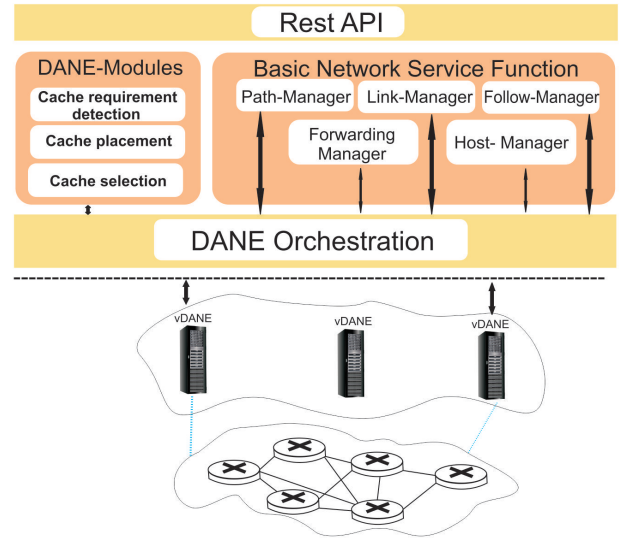 Rest API
DANE-Modules
Cache requirement
detection
Cache placement
Cache selection
Basic Network Service Function
Path-Manager
Link-Manager
Follow-Manager
Forwarding
Manager
Host- Manager
DANE Orchestration
vDANE
vDANE
vDANE